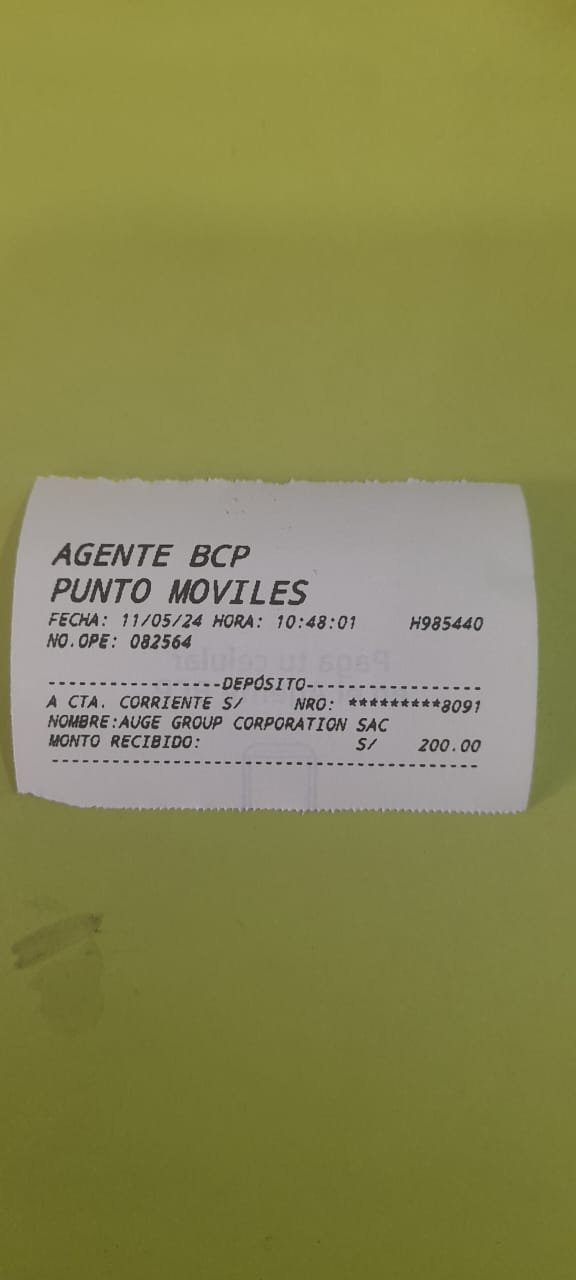 AGENTE BCP
PUNTO MOVILES
FECHA: 11/05/24 HORA: 10:48:01 H985440
NO.OPE: 082564
----------------DEPÓSITO----------------
A CTA. CORRIENTE S/ NRO: *********8091
NOMBRE:AUGE GROUP CORPORATION SAC
MONTO RECIBIDO: S/ 200.00
----------------------------------------